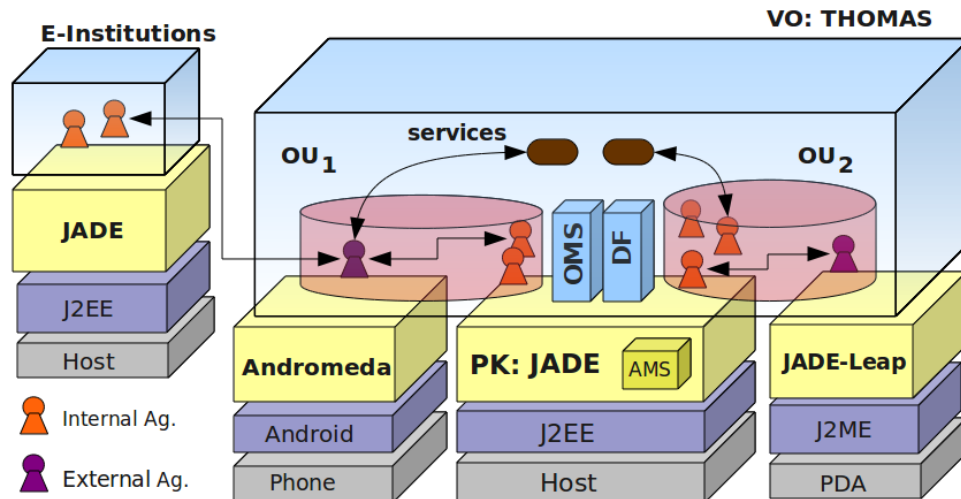 VO: THOMAS
E-Institutions
services
OU1
OU2
JADE
OMS
DF
J2EE
Host
Andromeda
PK: JADE
AMS
JADE-Leap
Internal Ag.
Android
J2EE
J2ME
External Ag.
Phone
Host
PDA